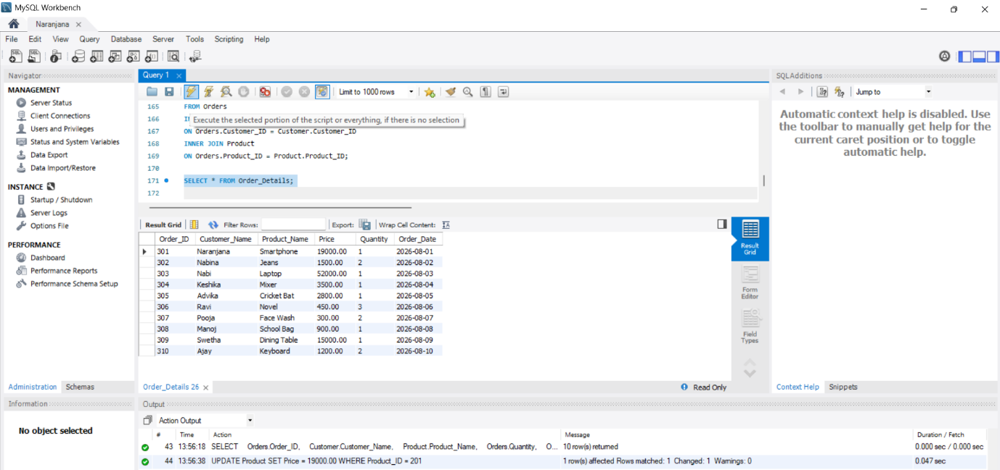 MySQL Workbench
Naranjana
File Edit View Query Database Server Tools Scripting Help
Navigator
MANAGEMENT
Server Status
Client Connections
Users and Privileges
Status and System Variables
Data Export
Data Import/Restore
INSTANCE
Startup / Shutdown
Server Logs
Options File
PERFORMANCE
Dashboard
Performance Reports
Performance Schema Setup
Administration Schemas
Information
No object selected
Query 1
Limit to 1000 rows
165 FROM Orders
166
Execute the selected portion of the script or everything, if there is no selection
167 ON Orders.Customer_ID = Customer.Customer_ID
168 INNER JOIN Product
169 ON Orders.Product_ID = Product.Product_ID;
170
171 SELECT * FROM Order_Details;
172
Result Grid Filter Rows: Export: Wrap Cell Content:
Order_ID Customer_Name Product_Name Price Quantity Order_Date
301 Naranjana Smartphone 19000.00 1 2026-08-01
302 Nabina Jeans 1500.00 2 2026-08-02
303 Nabi Laptop 52000.00 1 2026-08-03
304 Keshika Mixer 3500.00 1 2026-08-04
305 Advika Cricket Bat 2800.00 1 2026-08-05
306 Ravi Novel 450.00 3 2026-08-06
307 Pooja Face Wash 300.00 2 2026-08-07
308 Manoj School Bag 900.00 1 2026-08-08
309 Swetha Dining Table 15000.00 1 2026-08-09
310 Ajay Keyboard 1200.00 2 2026-08-10
Result
Grid
Form
Editor
Field
Types
Order_Details 26 Read Only
SQLAdditions
Jump to
Automatic context help is disabled. Use
the toolbar to manually get help for the
current caret position or to toggle
automatic help.
Context Help Snippets
Output
Action Output
# Time Action Message Duration / Fetch
43 13:56:18 SELECT Orders.Order_ID, Customer.Customer_Name, Product.Product_Name, Orders.Quantity, O... 10 row(s) returned 0.000 sec / 0.000 sec
44 13:56:38 UPDATE Product SET Price = 19000.00 WHERE Product_ID = 201 1 row(s) affected Rows matched: 1 Changed: 1 Warnings: 0 0.047 sec